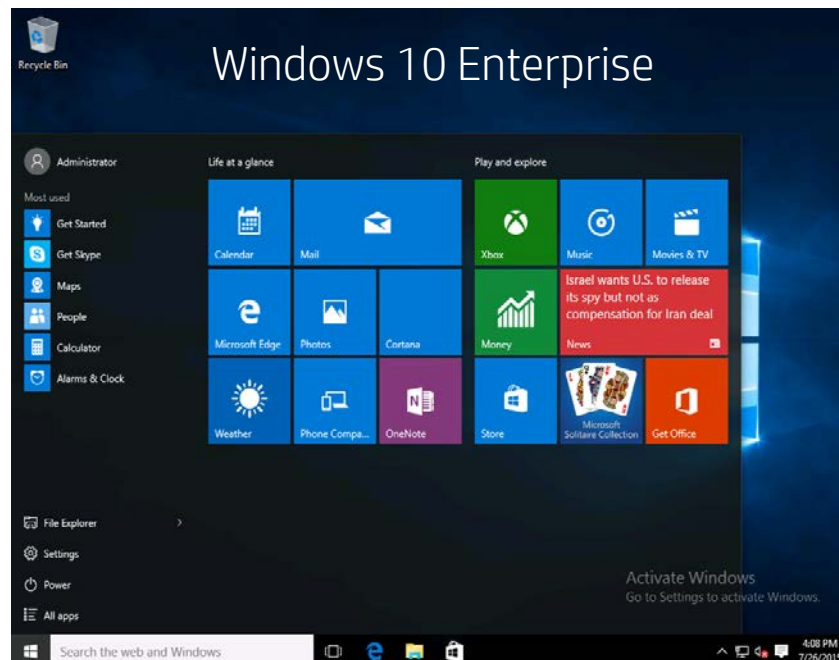 Recycle Bin
Windows 10 Enterprise
Administrator
Most used
Get Started
Get Skype
Maps
People
Calculator
Alarms & Clock
File Explorer
Settings
Power
All apps
Life at a glance
Calendar
Mail
Microsoft Edge
Photos
Cortana
Weather
Phone Compa...
OneNote
Play and explore
Xbox
Music
Movies & TV
Money
Israel wants U.S. to release
its spy but not as
compensation for Iran deal
News
Store
Microsoft
Solitaire Collection
Get Office
Activate Windows
Go to Settings to activate Windows.
Search the web and Windows
4:08 PM
7/26/2015